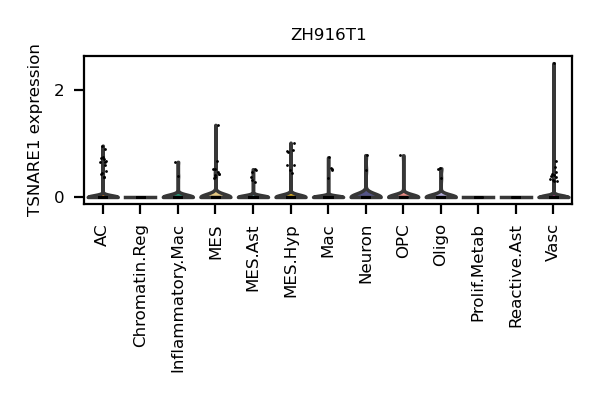 ZH916T1
TSNARE1 expression
2
0
AC
Chromatin.Reg
Inflammatory.Mac
MES
MES.Ast
MES.Hyp
Mac
Neuron
OPC
Oligo
Prolif.Metab
Reactive.Ast
Vasc